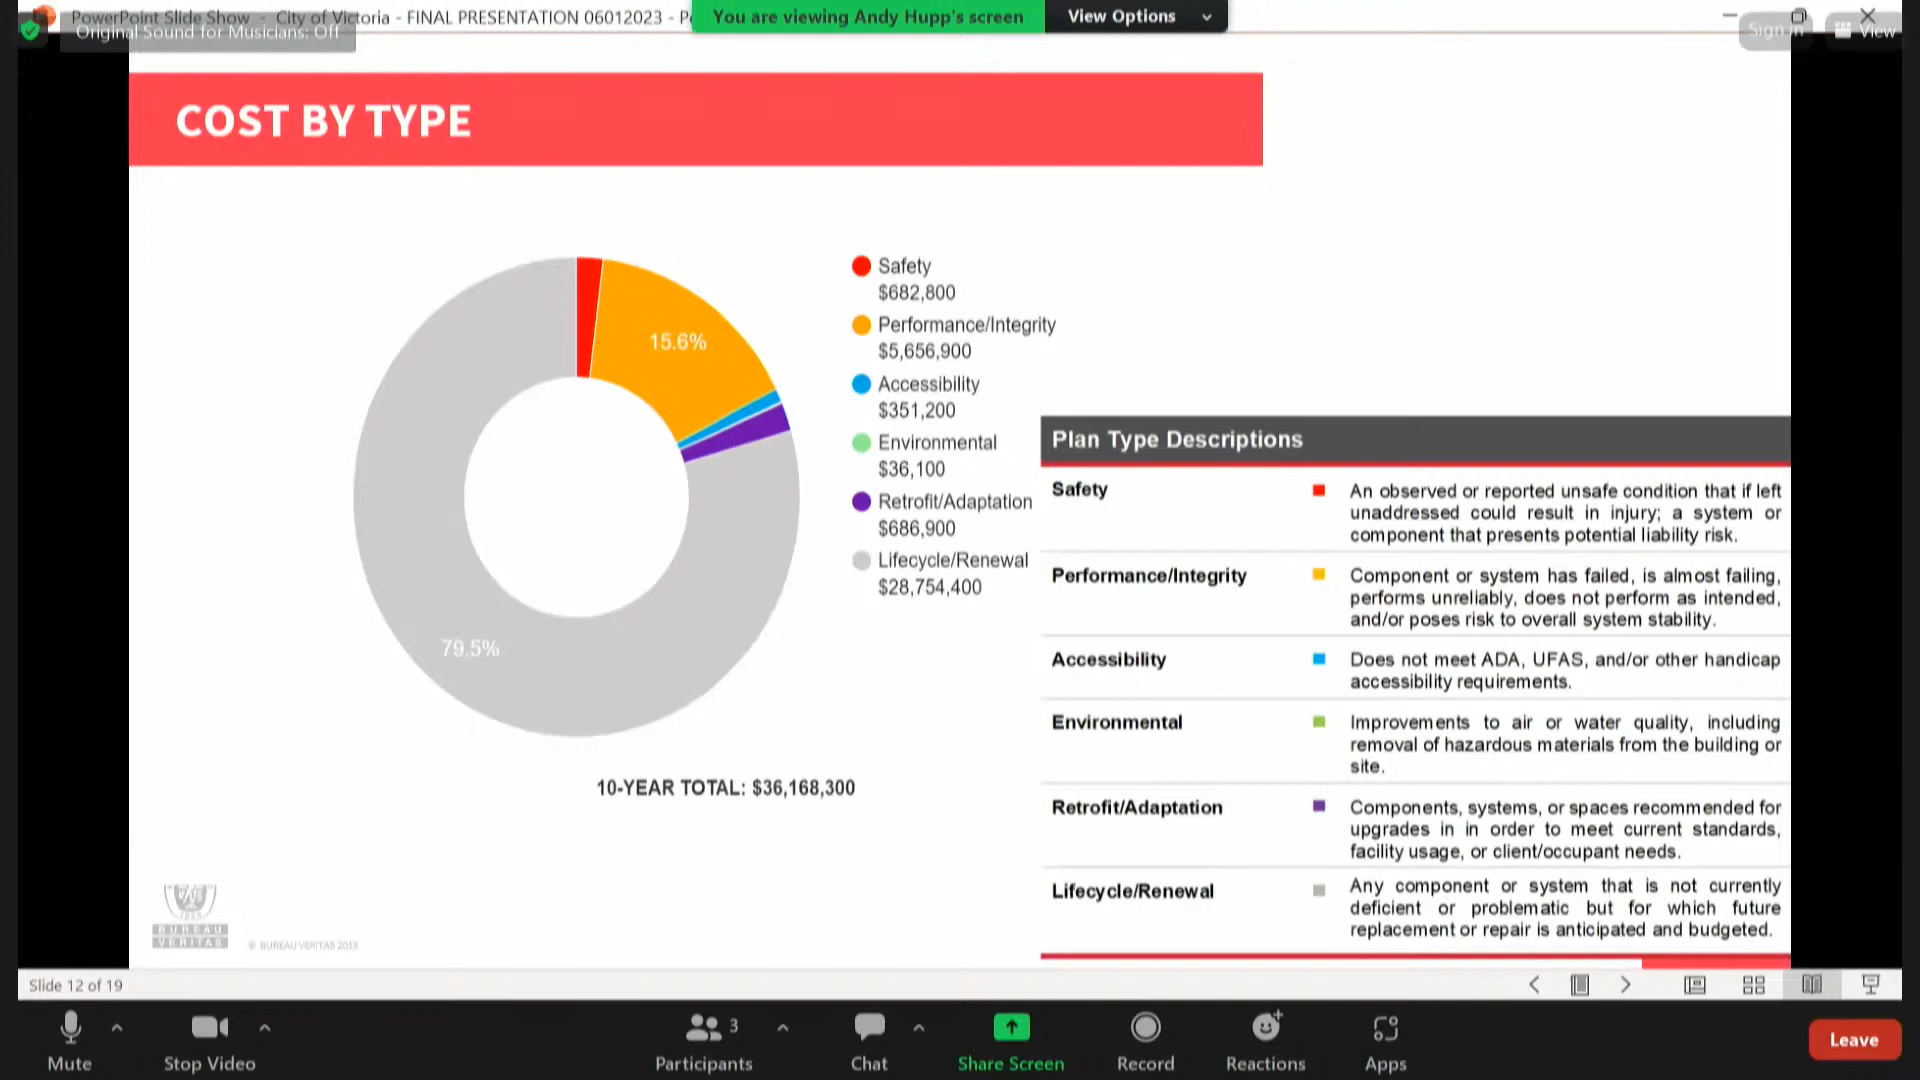 PowerPoint Slide Show - City of Victoria - FINAL PRESENTATION 06012023 - P
You are viewing Andy Hupp's screen
View Options
Original Sound for Musicians: Off
Sign in
View
COST BY TYPE
15.6%
79.5%
Safety
$682,800
Performance/Integrity
$5,656,900
Accessibility
$351,200
Environmental
$36,100
Retrofit/Adaptation
$686,900
Lifecycle/Renewal
$28,754,400
10-YEAR TOTAL: $36,168,300
Plan Type Descriptions
Safety
An observed or reported unsafe condition that if left
unaddressed could result in injury; a system or
component that presents potential liability risk.
Performance/Integrity
Component or system has failed, is almost failing,
performs unreliably, does not perform as intended,
and/or poses risk to overall system stability.
Accessibility
Does not meet ADA, UFAS, and/or other handicap
accessibility requirements.
Environmental
Improvements to air or water quality, including
removal of hazardous materials from the building or
site.
Retrofit/Adaptation
Components, systems, or spaces recommended for
upgrades in in order to meet current standards,
facility usage, or client/occupant needs.
Lifecycle/Renewal
Any component or system that is not currently
deficient or problematic but for which future
replacement or repair is anticipated and budgeted.
BUREAU
VERITAS
© BUREAU VERITAS 2019
Slide 12 of 19
Mute
Stop Video
3
Participants
Chat
Share Screen
Record
Reactions
Apps
Leave